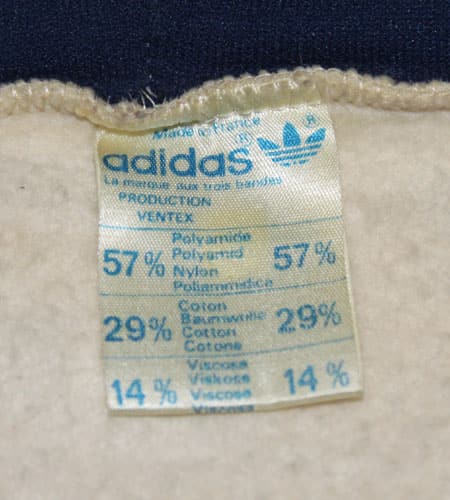 Made in France
adidas ® ®
La marque aux trois bandes
PRODUCTION
VENTEX
57% Polyamide 57%
Polyamid
Nylon
Poliammidica
29% Coton 29%
Baumwolle
Cotton
Cotone
14% Viscose 14%
Viskose
Viscose
Viscosa